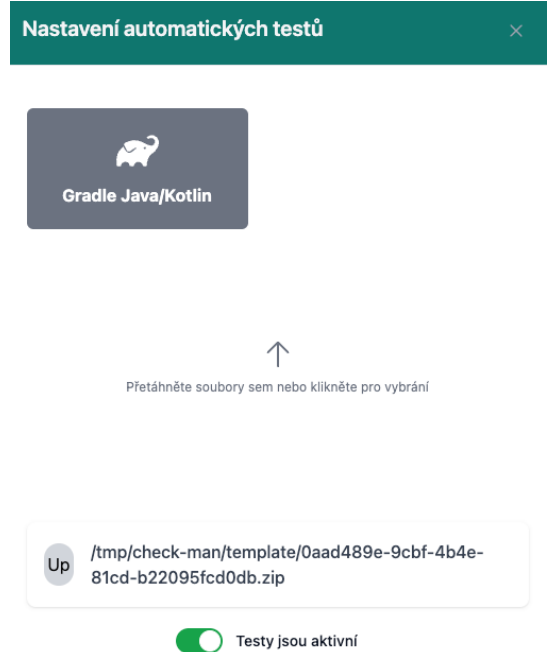 Nastavení automatických testů
Gradle Java/Kotlin
Přetáhněte soubory sem nebo klikněte pro vybrání
Up
/tmp/check-man/template/0aad489e-9cbf-4b4e-
81cd-b22095fcd0db.zip
Testy jsou aktivní